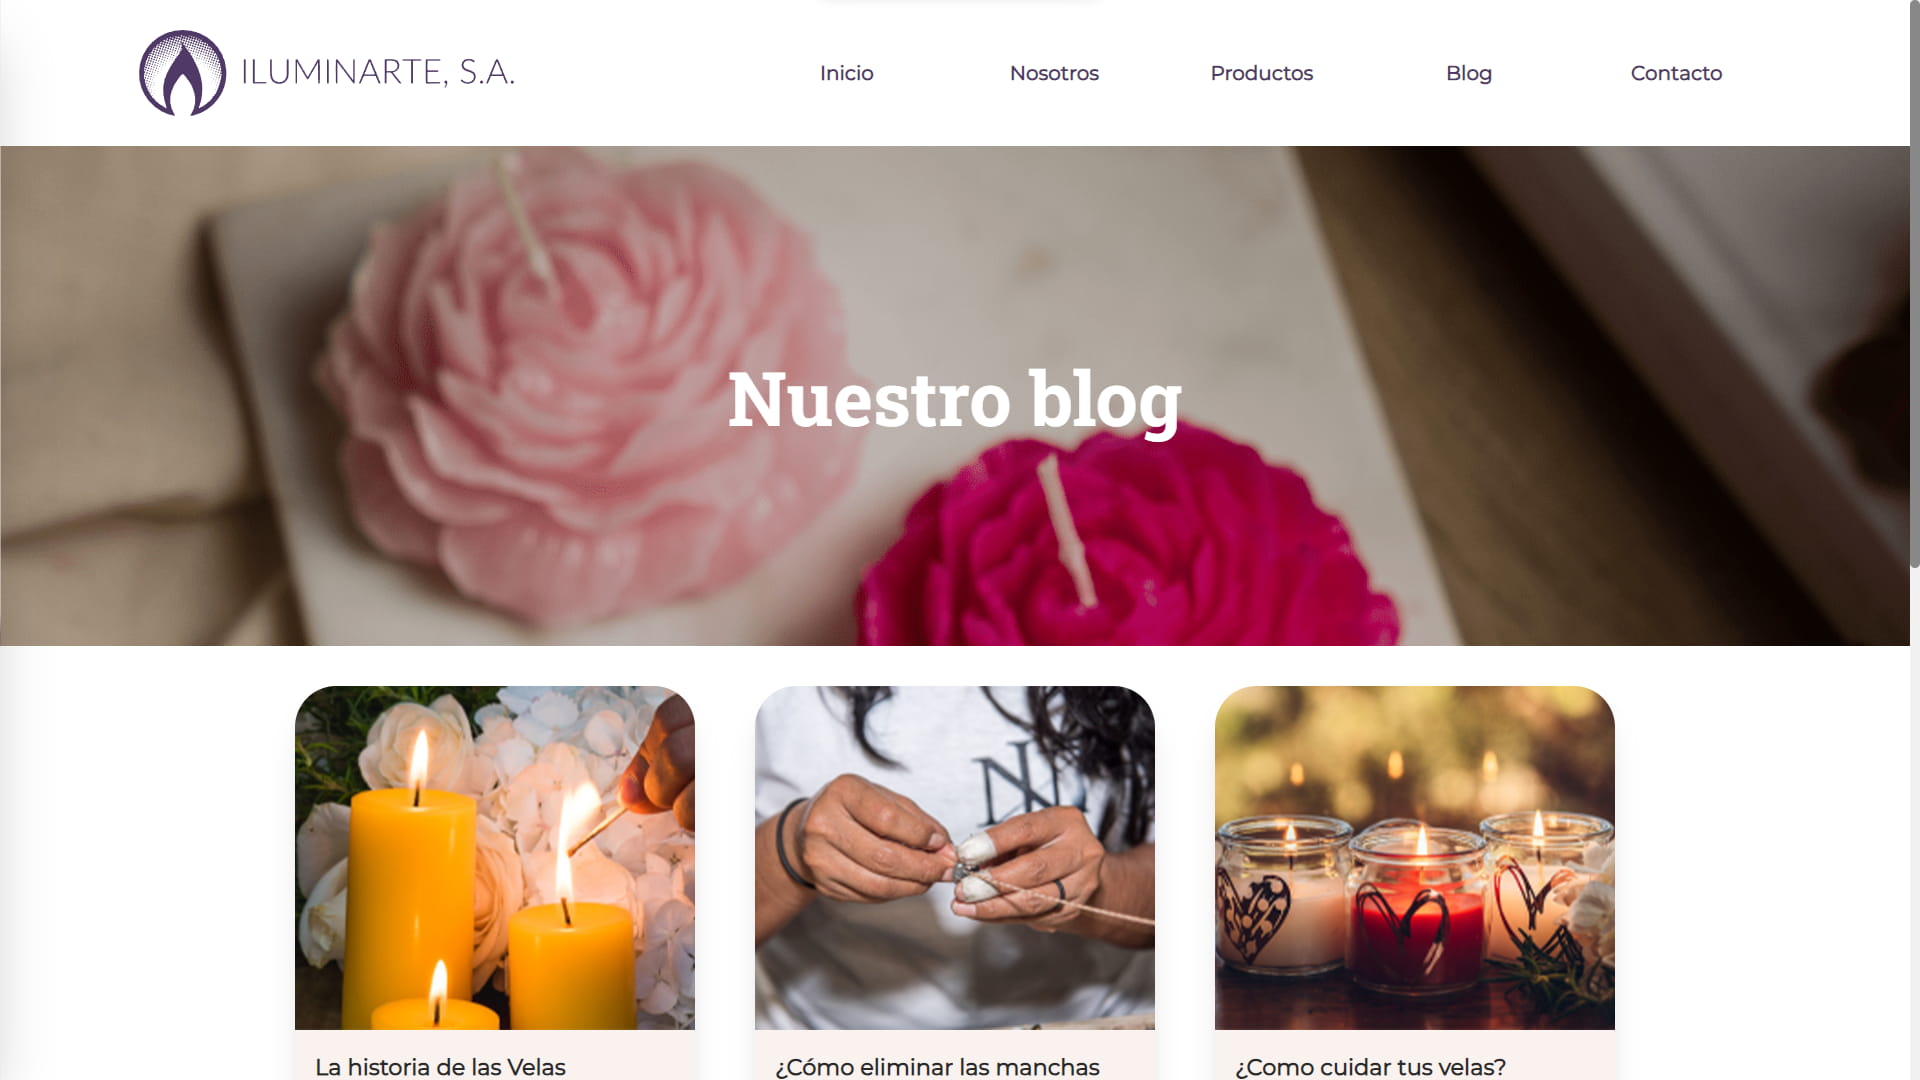 ILUMINARTE, S.A.
Inicio
Nosotros
Productos
Blog
Contacto
Nuestro blog
La historia de las Velas
¿Cómo eliminar las manchas
¿Como cuidar tus velas?